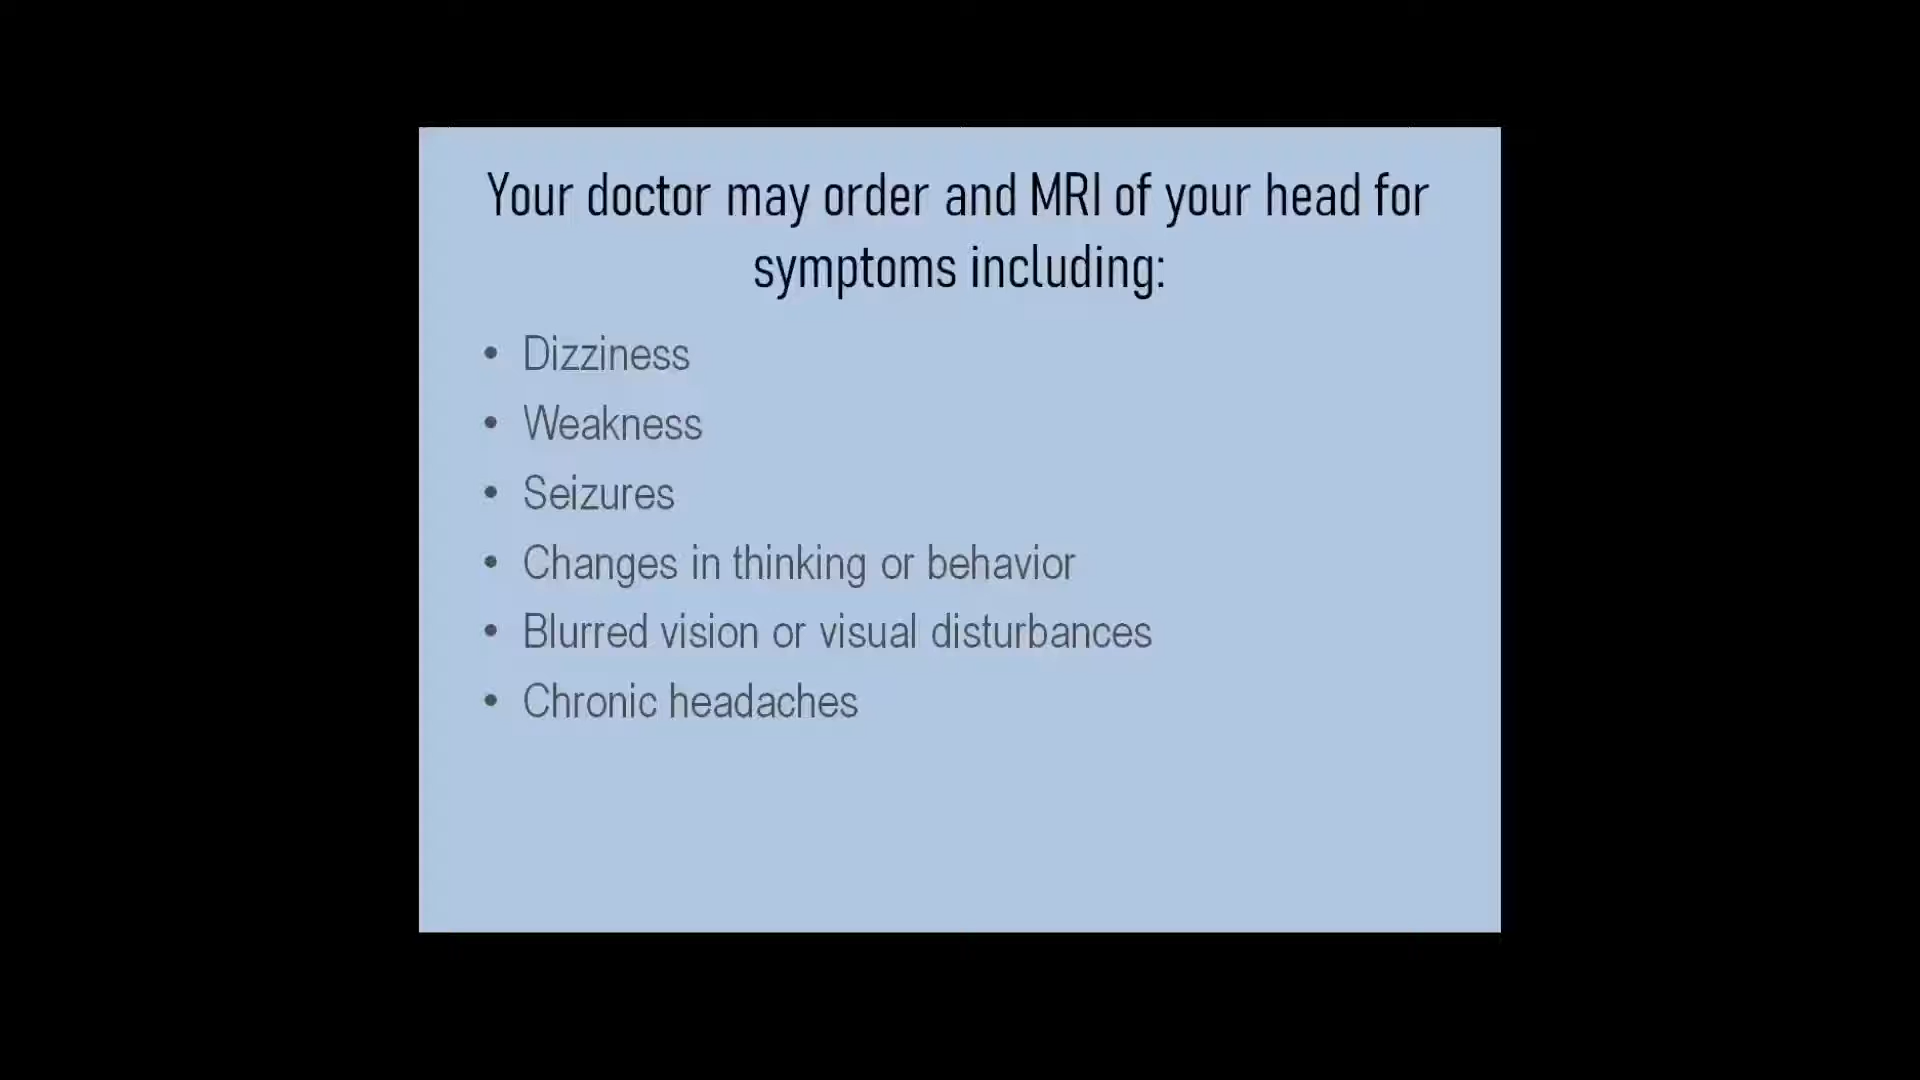 Your doctor may order and MRI of your head for
symptoms including:
• Dizziness
• Weakness
• Seizures
• Changes in thinking or behavior
• Blurred vision or visual disturbances
• Chronic headaches